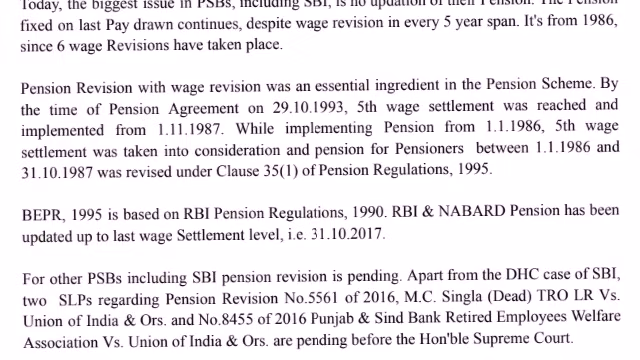 Today, the biggest issue in PSBs, including SBI, is no updation of their Pension. The Pension
fixed on last Pay drawn continues, despite wage revision in every 5 year span. It's from 1986,
since 6 wage Revisions have taken place.
Pension Revision with wage revision was an essential ingredient in the Pension Scheme. By
the time of Pension Agreement on 29.10.1993, 5th wage settlement was reached and
implemented from 1.11.1987. While implementing Pension from 1.1.1986, 5th wage
settlement was taken into consideration and pension for Pensioners between 1.1.1986 and
31.10.1987 was revised under Clause 35(1) of Pension Regulations, 1995.
BEPR, 1995 is based on RBI Pension Regulations, 1990. RBI & NABARD Pension has been
updated up to last wage Settlement level, i.e. 31.10.2017.
For other PSBs including SBI pension revision is pending. Apart from the DHC case of SBI,
two SLPs regarding Pension Revision No.5561 of 2016, M.C. Singla (Dead) TRO LR Vs.
Union of India & Ors. and No.8455 of 2016 Punjab & Sind Bank Retired Employees Welfare
Association Vs. Union of India & Ors. are pending before the Hon'ble Supreme Court.